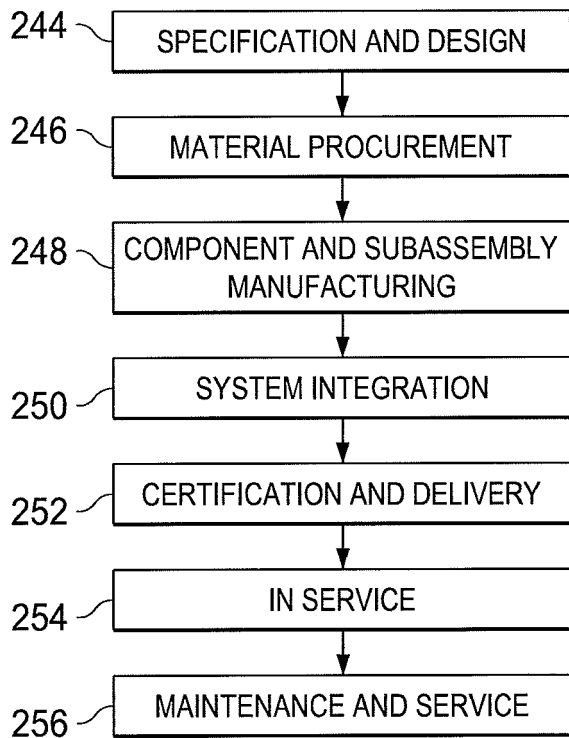 244
SPECIFICATION AND DESIGN
246
MATERIAL PROCUREMENT
248
COMPONENT AND SUBASSEMBLY
MANUFACTURING
250
SYSTEM INTEGRATION
252
CERTIFICATION AND DELIVERY
254
IN SERVICE
256
MAINTENANCE AND SERVICE